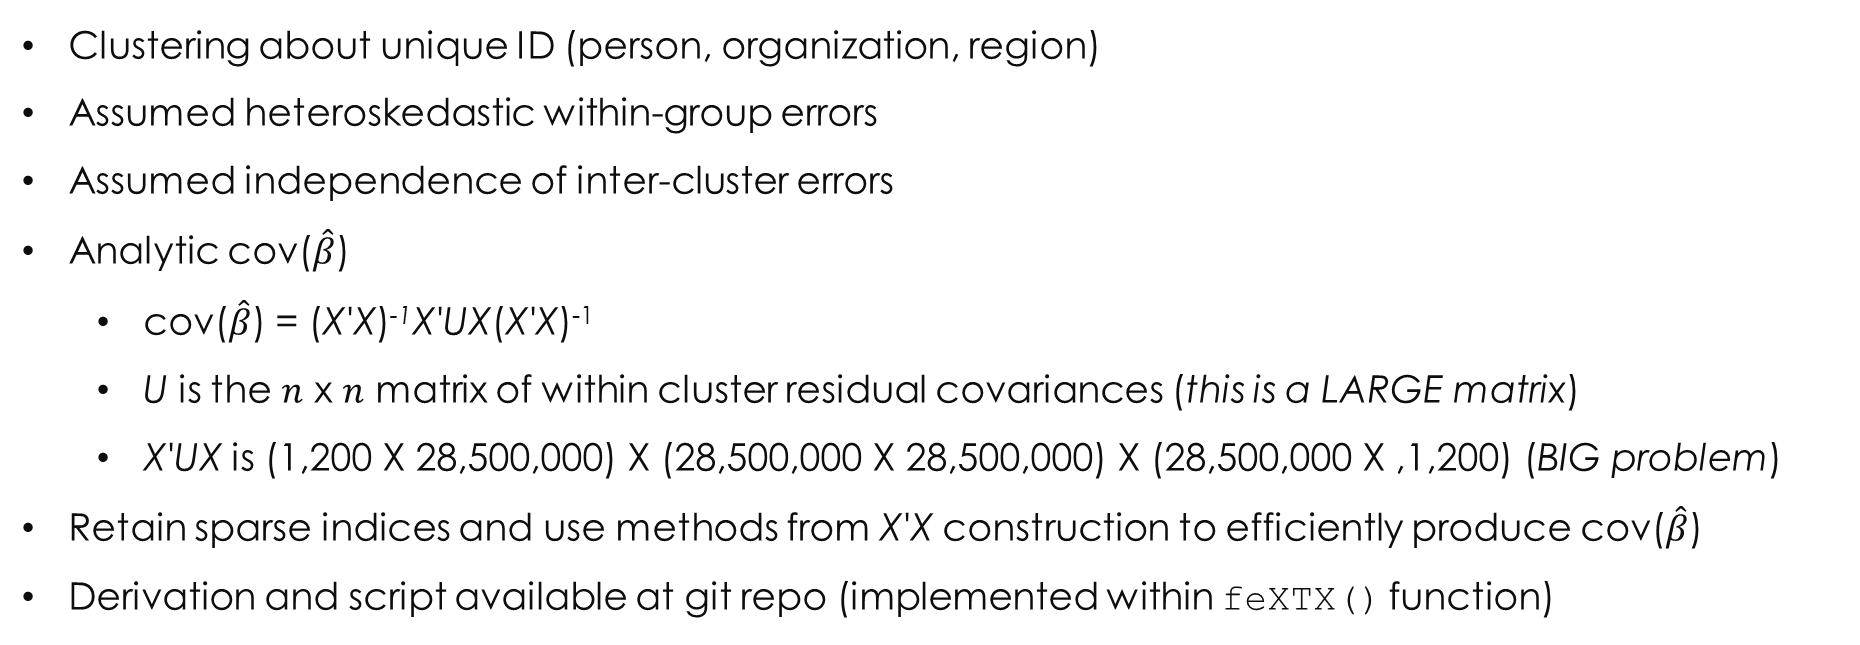 • Clustering about unique ID (person, organization, region)
• Assumed heteroskedastic within-group errors
• Assumed independence of inter-cluster errors
• Analytic cov(β̂)
• cov(β̂) = (X'X)⁻¹X'UX(X'X)⁻¹
• U is the n x n matrix of within cluster residual covariances (this is a LARGE matrix)
• X'UX is (1,200 X 28,500,000) X (28,500,000 X 28,500,000) X (28,500,000 X ,1,200) (BIG problem)
• Retain sparse indices and use methods from X'X construction to efficiently produce cov(β̂)
• Derivation and script available at git repo (implemented within feXTX() function)